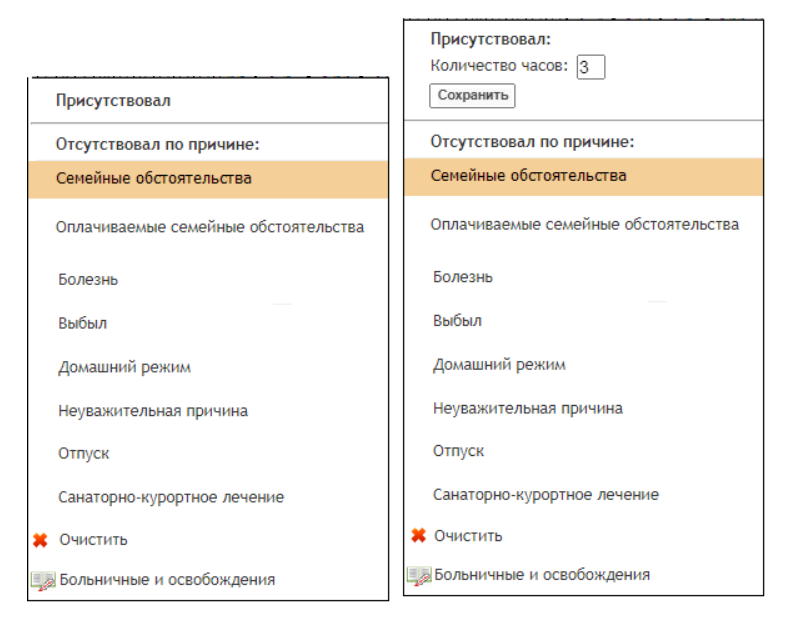 Присутствовал
Отсутствовал по причине:
Семейные обстоятельства
Оплачиваемые семейные обстоятельства
Болезнь
Выбыл
Домашний режим
Неуважительная причина
Отпуск
Санаторно-курортное лечение
Очистить
Больничные и освобождения
Присутствовал:
Количество часов: 3
Сохранить
Отсутствовал по причине:
Семейные обстоятельства
Оплачиваемые семейные обстоятельства
Болезнь
Выбыл
Домашний режим
Неуважительная причина
Отпуск
Санаторно-курортное лечение
Очистить
Больничные и освобождения